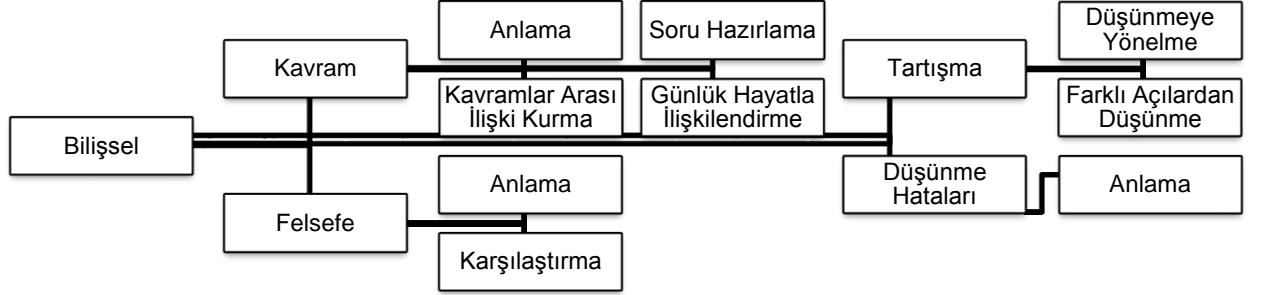 Bilişsel
Kavram
Anlama
Kavramlar Arası
İlişki Kurma
Soru Hazırlama
Günlük Hayatla
İlişkilendirme
Felsefe
Anlama
Karşılaştırma
Tartışma
Düşünmeye
Yönelme
Farklı Açılardan
Düşünme
Düşünme
Hataları
Anlama